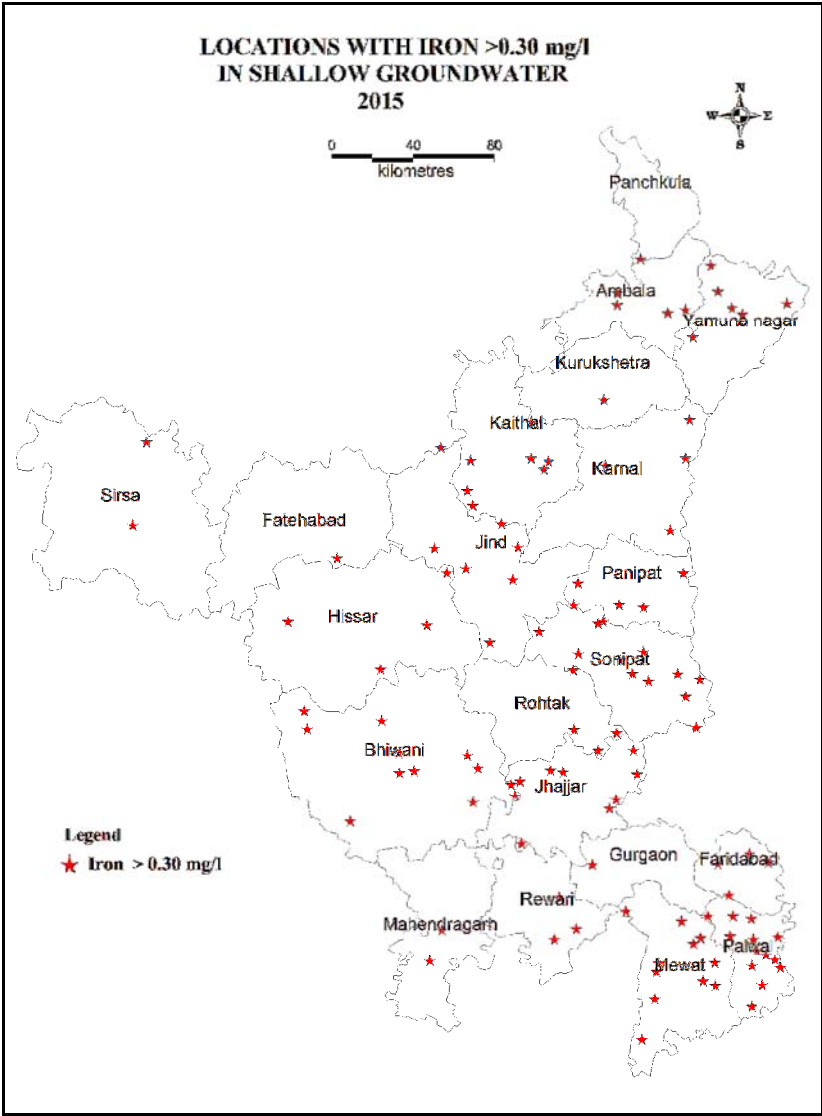 LOCATIONS WITH IRON >0.30 mg/l
IN SHALLOW GROUNDWATER
2015
N
W E
S
0 40 80
kilometres
Panchkula
Ambala
Yamuna nagar
Kurukshetra
Kaithal
Karnal
Sirsa
Fatehabad
Jind
Panipat
Hissar
Sonipat
Rohtak
Bhiwani
Jhajjar
Legend
Iron > 0.30 mg/l
Gurgaon
Faridabad
Rewari
Mahendragarh
Palwal
Mewat